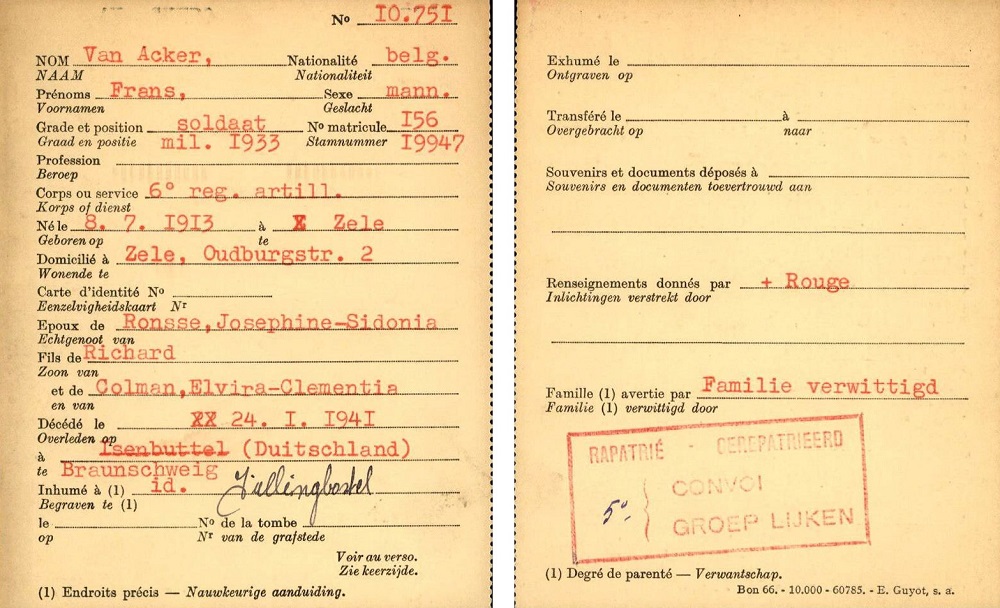 Nº 10.751
NOM Van Acker, Nationalité belg.
NAAM Nationaliteit
Prénoms Frans, Sexe mann.
Voornamen Geslacht
Grade et position soldaat Nº matricule I56
Graad en positie mil. I933 Stamnummer I9947
Profession
Beroep
Corps ou service 6° reg. artill.
Korps of dienst
Né le 8. 7. I9I3 à Zele
Geboren op te
Domicilié à Zele, Oudburgstr. 2
Wonende te
Carte d'identité Nº
Eenzelvigheidskaart Nr
Epoux de Ronsse, Josephine-Sidonia
Echtgenoot van
Fils de Richard
Zoon van
et de Colman, Elvira-Clementia
en van
Décédé le XX 24. I. I94I
Overleden op
à Isenbuttel (Duitschland)
te Braunschweig
Inhumé à (1) id. Fallingbostel
Begraven te (1)
le Nº de la tombe
op Nr van de grafstede
Voir au verso.
Zie keerzijde.
(1) Endroits précis — Nauwkeurige aanduiding.
Exhumé le
Ontgraven op
Transféré le à
Overgebracht op naar
Souvenirs et documents déposés à
Souvenirs en documenten toevertrouwd aan
Renseignements donnés par + Rouge
Inlichtingen verstrekt door
Famille (1) avertie par Familie verwittigd
Familie (1) verwittigd door
RAPATRIÉ - GEREPATRIEERD
5° { CONVOI
GROEP LIJKEN
(1) Degré de parenté — Verwantschap.
Bon 66. - 10.000 - 60785. - E. Guyot, s. a.